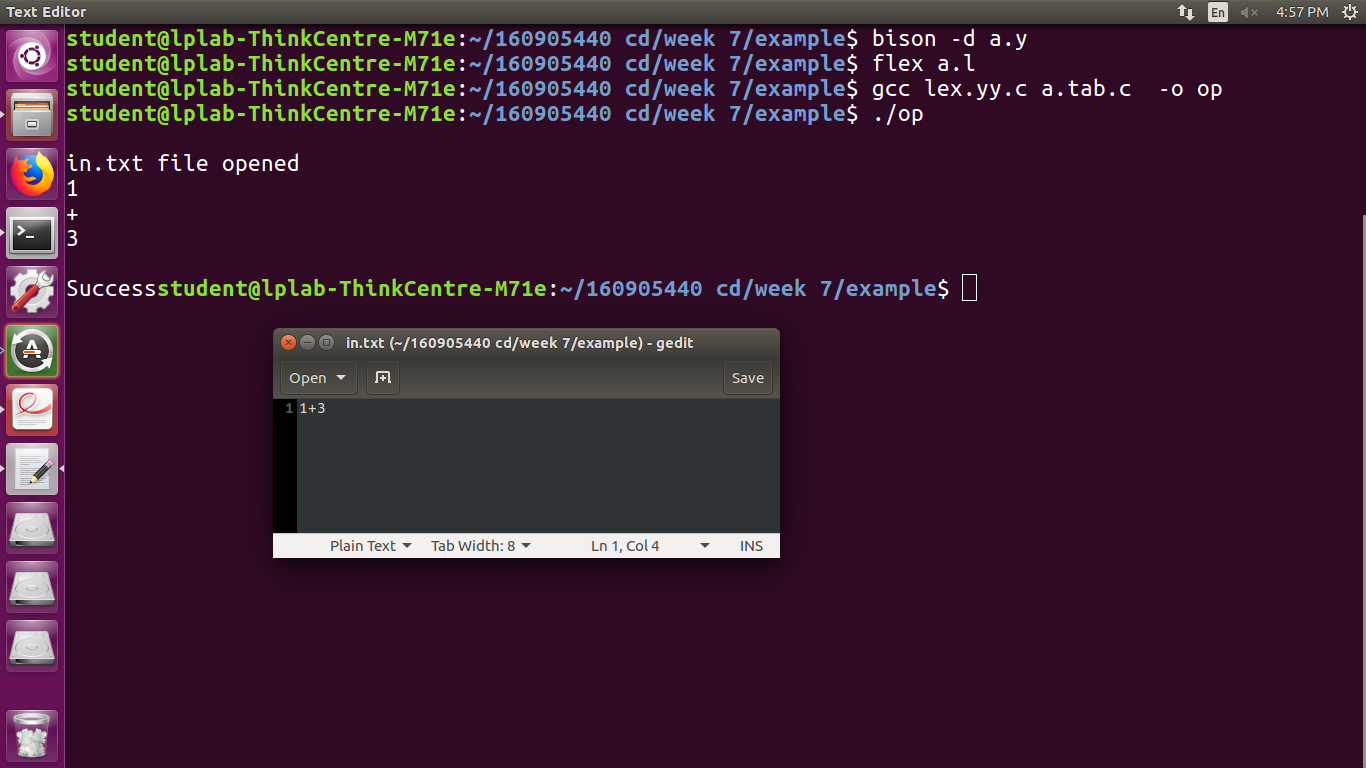 Text Editor
En
4:57 PM
student@lplab-ThinkCentre-M71e:~/160905440 cd/week 7/example$ bison -d a.y
student@lplab-ThinkCentre-M71e:~/160905440 cd/week 7/example$ flex a.l
student@lplab-ThinkCentre-M71e:~/160905440 cd/week 7/example$ gcc lex.yy.c a.tab.c  -o op
student@lplab-ThinkCentre-M71e:~/160905440 cd/week 7/example$ ./op
in.txt file opened
1
+
3
Successstudent@lplab-ThinkCentre-M71e:~/160905440 cd/week 7/example$
in.txt (~/160905440 cd/week 7/example) - gedit
Open
Save
1 1+3
Plain Text
Tab Width: 8
Ln 1, Col 4
INS